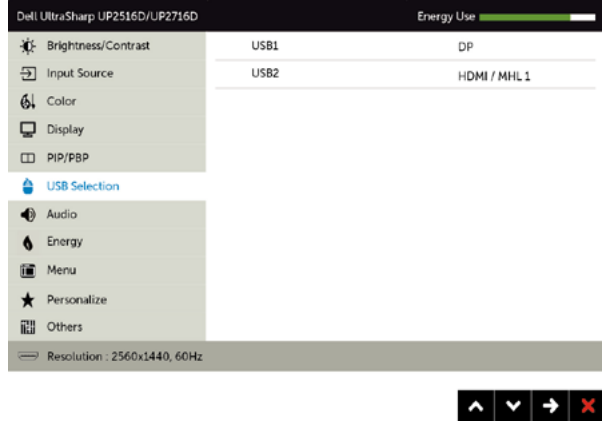 Dell UltraSharp UP2516D/UP2716D Energy Use
Brightness/Contrast USB1 DP
Input Source USB2 HDMI / MHL 1
Color
Display
PIP/PBP
USB Selection
Audio
Energy
Menu
Personalize
Others
Resolution : 2560x1440, 60Hz